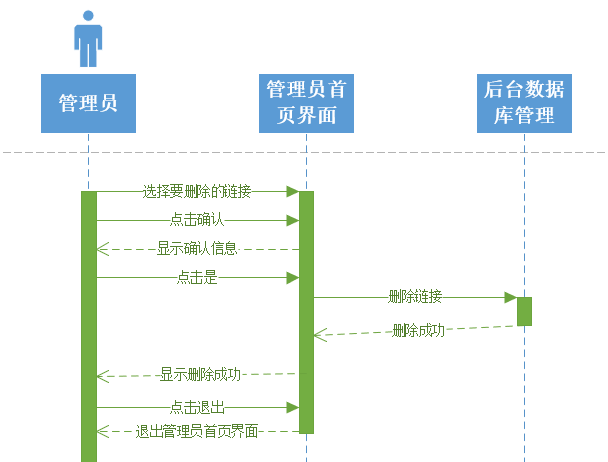 管理员
管理员首
页界面
后台数据
库管理
选择要删除的链接
点击确认
显示确认信息
点击是
删除链接
删除成功
显示删除成功
点击退出
退出管理员首页界面